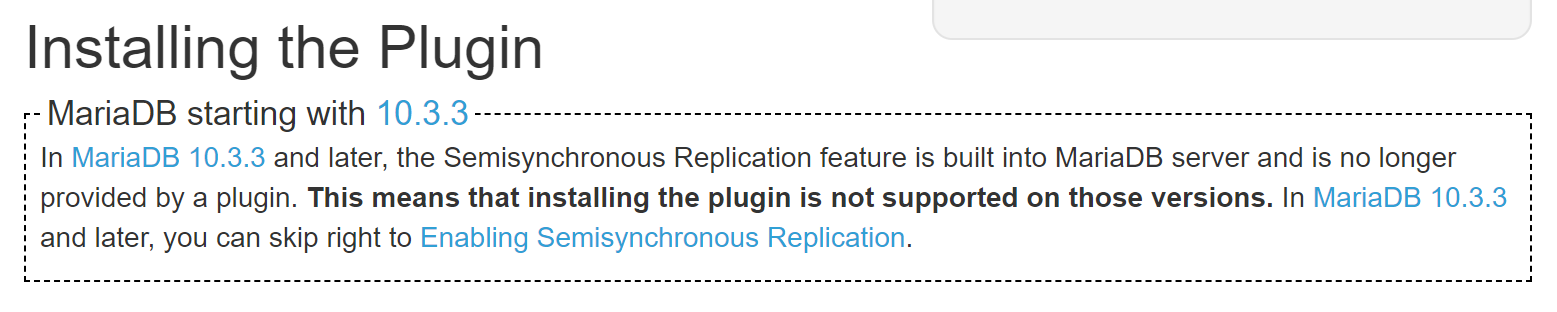 Installing the Plugin
MariaDB starting with 10.3.3
In MariaDB 10.3.3 and later, the Semisynchronous Replication feature is built into MariaDB server and is no longer
provided by a plugin. This means that installing the plugin is not supported on those versions. In MariaDB 10.3.3
and later, you can skip right to Enabling Semisynchronous Replication.